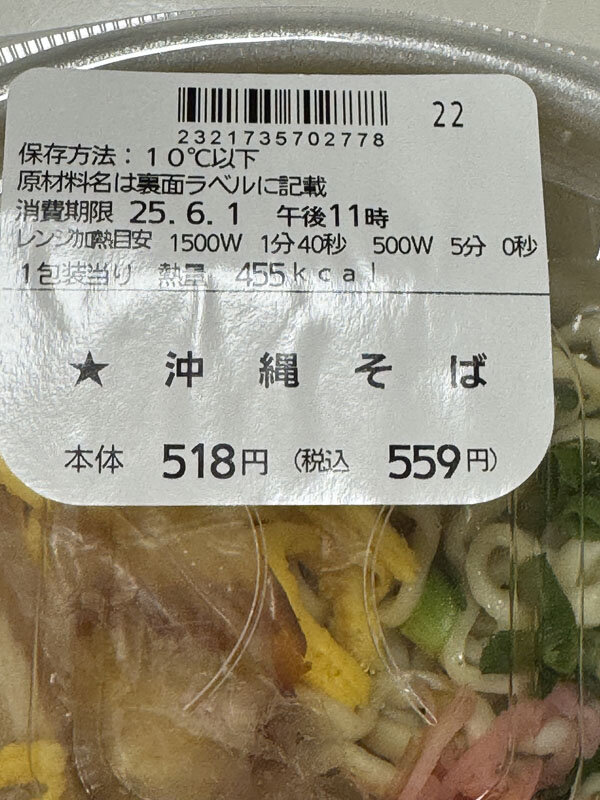 22
2321735702778
保存方法：10℃以下
原材料名は裏面ラベルに記載
消費期限 25.6.1 午後11時
レンジ加熱目安 1500W 1分40秒 500W 5分 0秒
1包装当り 熱量 455kcal
★ 沖縄そば
本体 518円 (税込 559円)